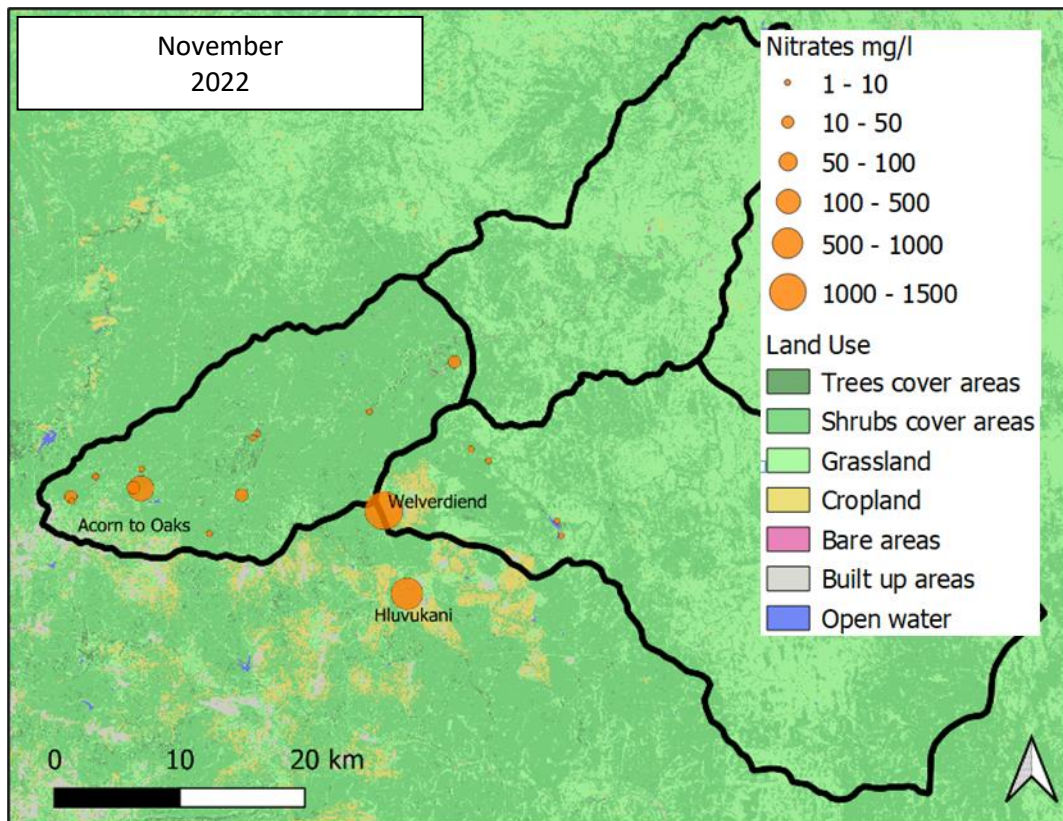 November
2022
Nitrates mg/l
1 - 10
10 - 50
50 - 100
100 - 500
500 - 1000
1000 - 1500
Land Use
Trees cover areas
Shrubs cover areas
Grassland
Cropland
Bare areas
Built up areas
Open water
Welverdiend
Acorn to Oaks
Hluvukani
0 10 20 km